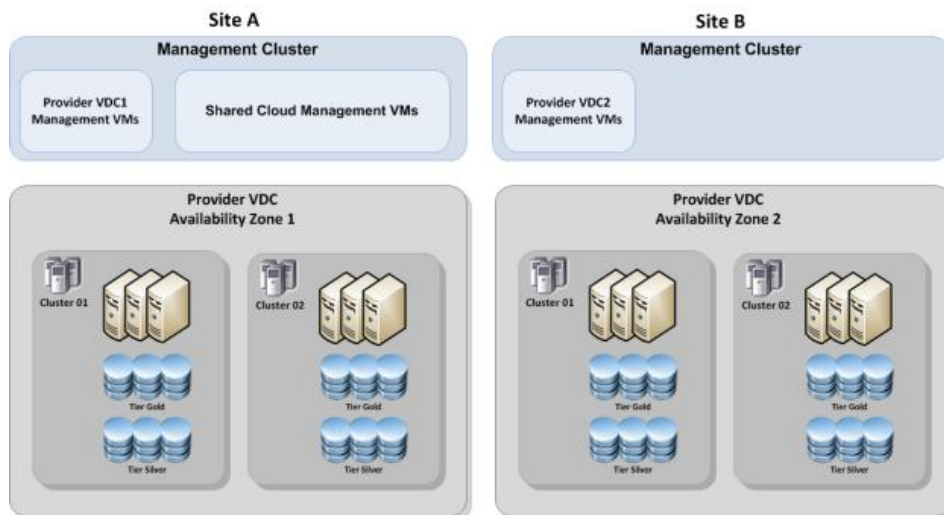 Site A
Management Cluster
Provider VDC1
Management VMs
Shared Cloud Management VMs
Provider VDC
Availability Zone 1
Cluster 01
Tier Gold
Tier Silver
Cluster 02
Tier Gold
Tier Silver
Site B
Management Cluster
Provider VDC2
Management VMs
Provider VDC
Availability Zone 2
Cluster 01
Tier Gold
Tier Silver
Cluster 02
Tier Gold
Tier Silver